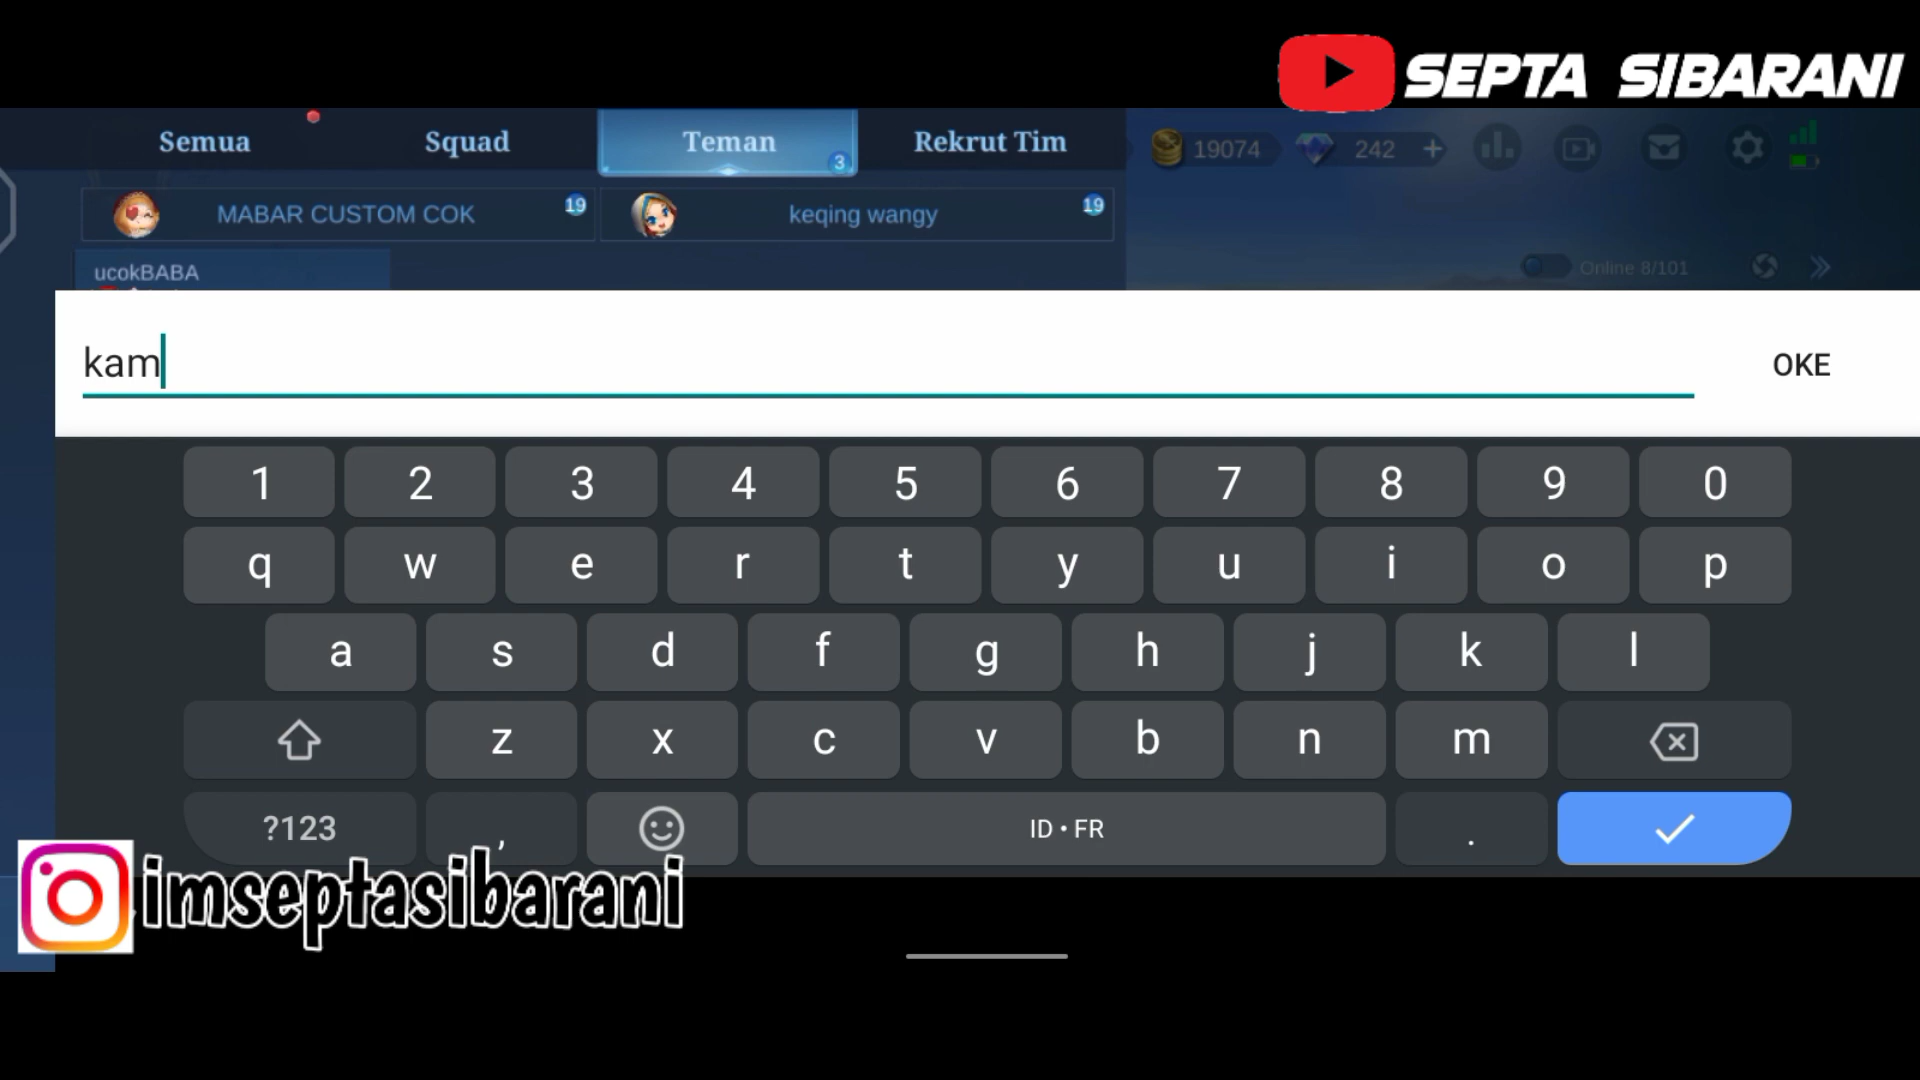 SEPTA SIBARANI
Semua
Squad
Teman
3
Rekrut Tim
19074
242
MABAR CUSTOM COK
19
keqing wangy
19
ucokBABA
Online 8/101
kam
OKE
1 2 3 4 5 6 7 8 9 0
q w e r t y u i o p
a s d f g h j k l
z x c v b n m
?123 , ID • FR .
imseptasibarani